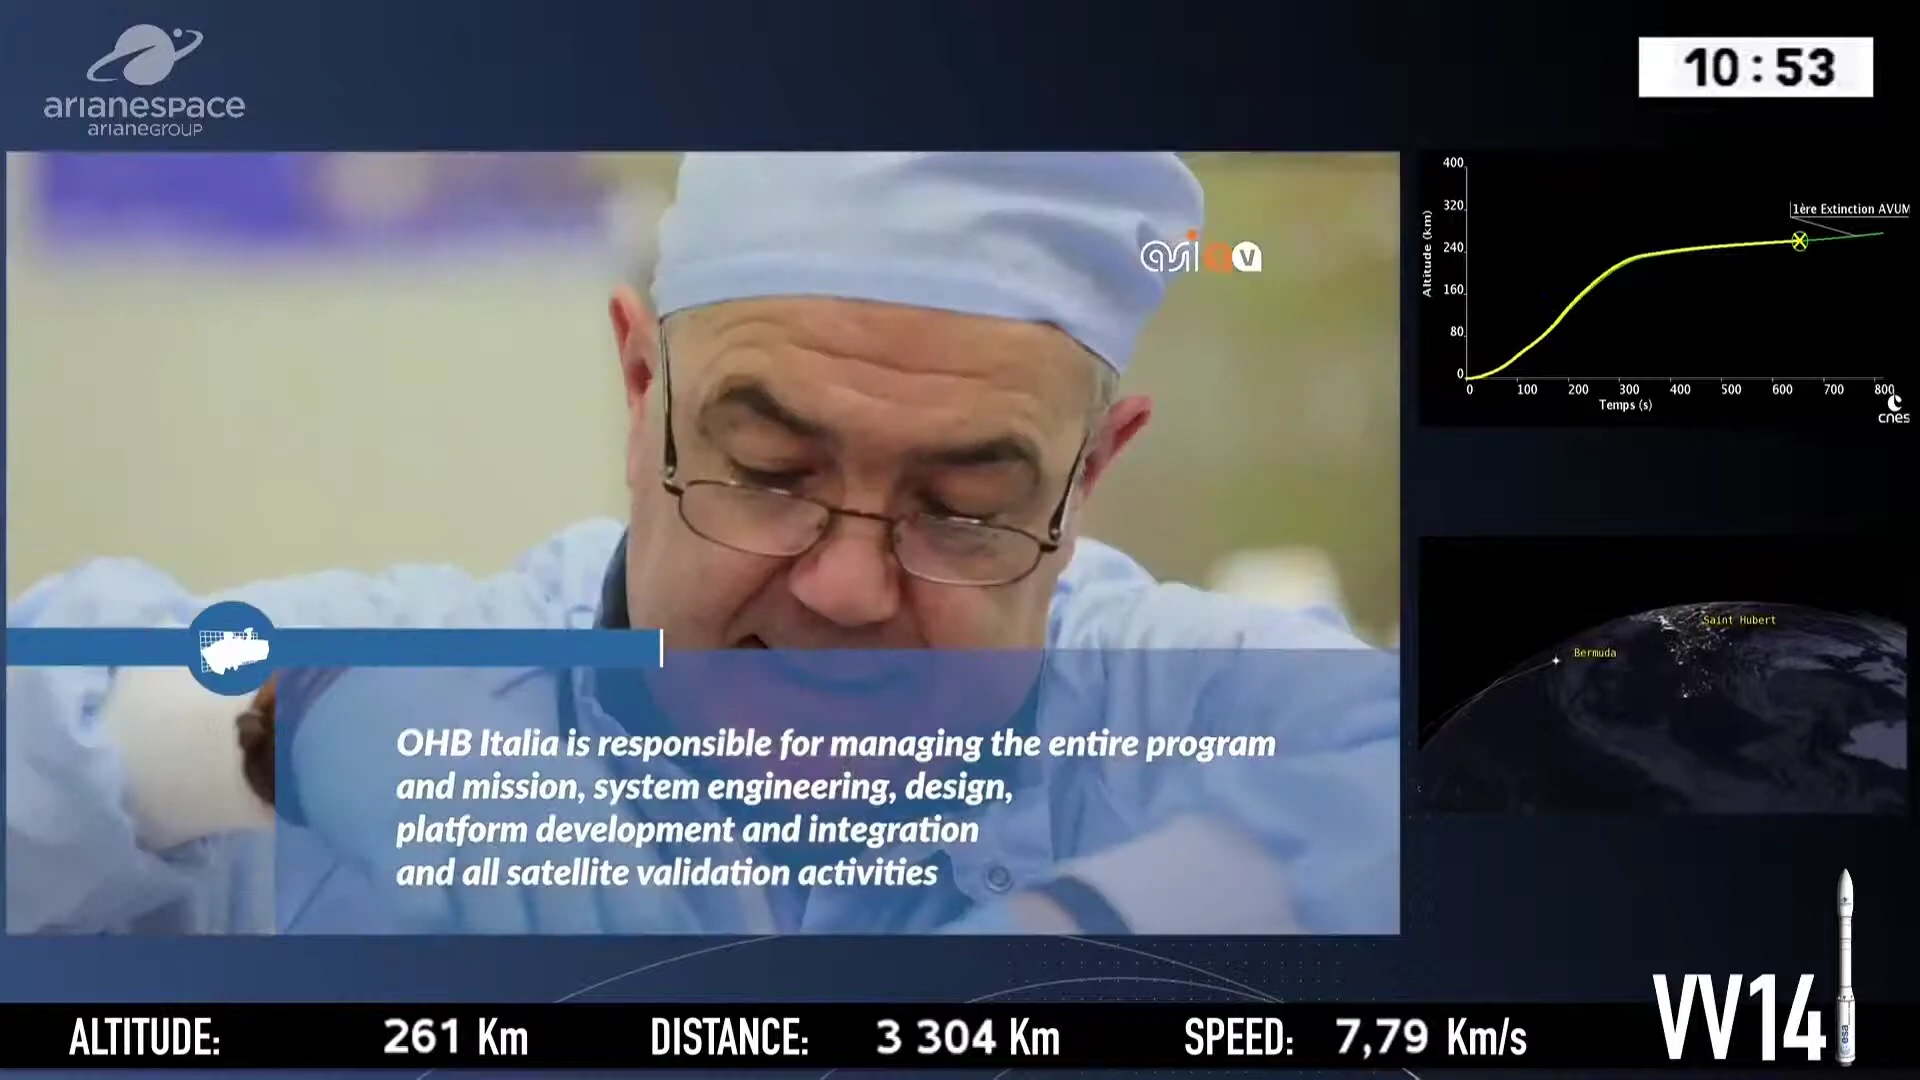 arianespace
arianeGROUP
10:53
asi
v
400
320
240
160
80
0
Altitude (km)
1ère Extinction AVUM
0 100 200 300 400 500 600 700 800
Temps (s)
cnes
Saint Hubert
Bermuda
OHB Italia is responsible for managing the entire program
and mission, system engineering, design,
platform development and integration
and all satellite validation activities
VV14
esa
ALTITUDE: 261 Km DISTANCE: 3 304 Km SPEED: 7,79 Km/s